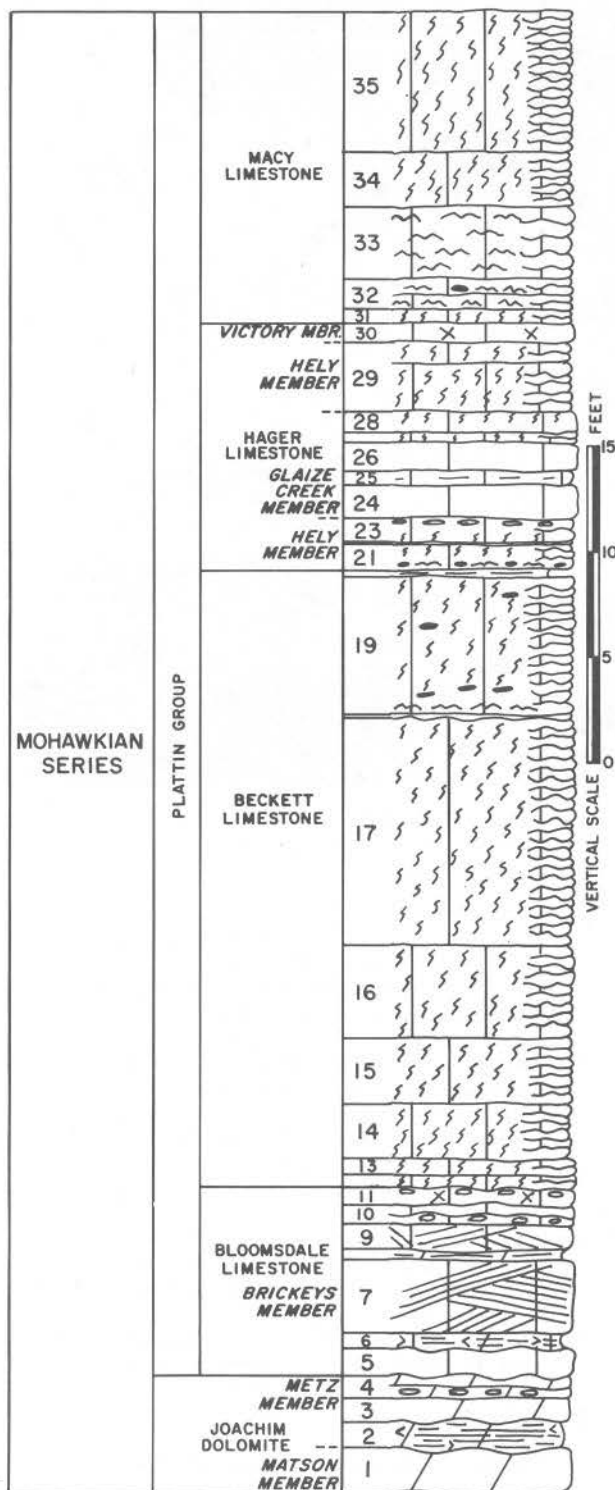 35
MACY
LIMESTONE
34
33
32
31
VICTORY MBR.
30
HELY
MEMBER
29
28
HAGER
LIMESTONE
26
GLAIZE
CREEK
MEMBER
25
24
23
HELY
MEMBER
21
FEET
15
10
5
0
VERTICAL SCALE
19
MOHAWKIAN
SERIES
PLATTIN GROUP
BECKETT
LIMESTONE
17
16
15
14
13
11
10
9
BLOOMSDALE
LIMESTONE
BRICKEYS
MEMBER
7
6
5
METZ
MEMBER
4
3
JOACHIM
DOLOMITE
2
MATSON
MEMBER
1